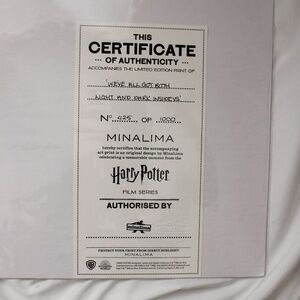 THIS
CERTIFICATE
OF AUTHENTICITY
ACCOMPANIES THE LIMITED EDITION PRINT OF
'WE'VE ALL GOT BOTH
LIGHT AND DARK INSIDE US'
Nº 425 OF 1000
MINALIMA
hereby certifies that the accompanying
art print is an original design by MinaLima
celebrating a memorable moment from the
Harry Potter
FILM SERIES
AUTHORISED BY
minalima
PROTECT YOUR PRINT FROM DIRECT SUNLIGHT
MINALIMA